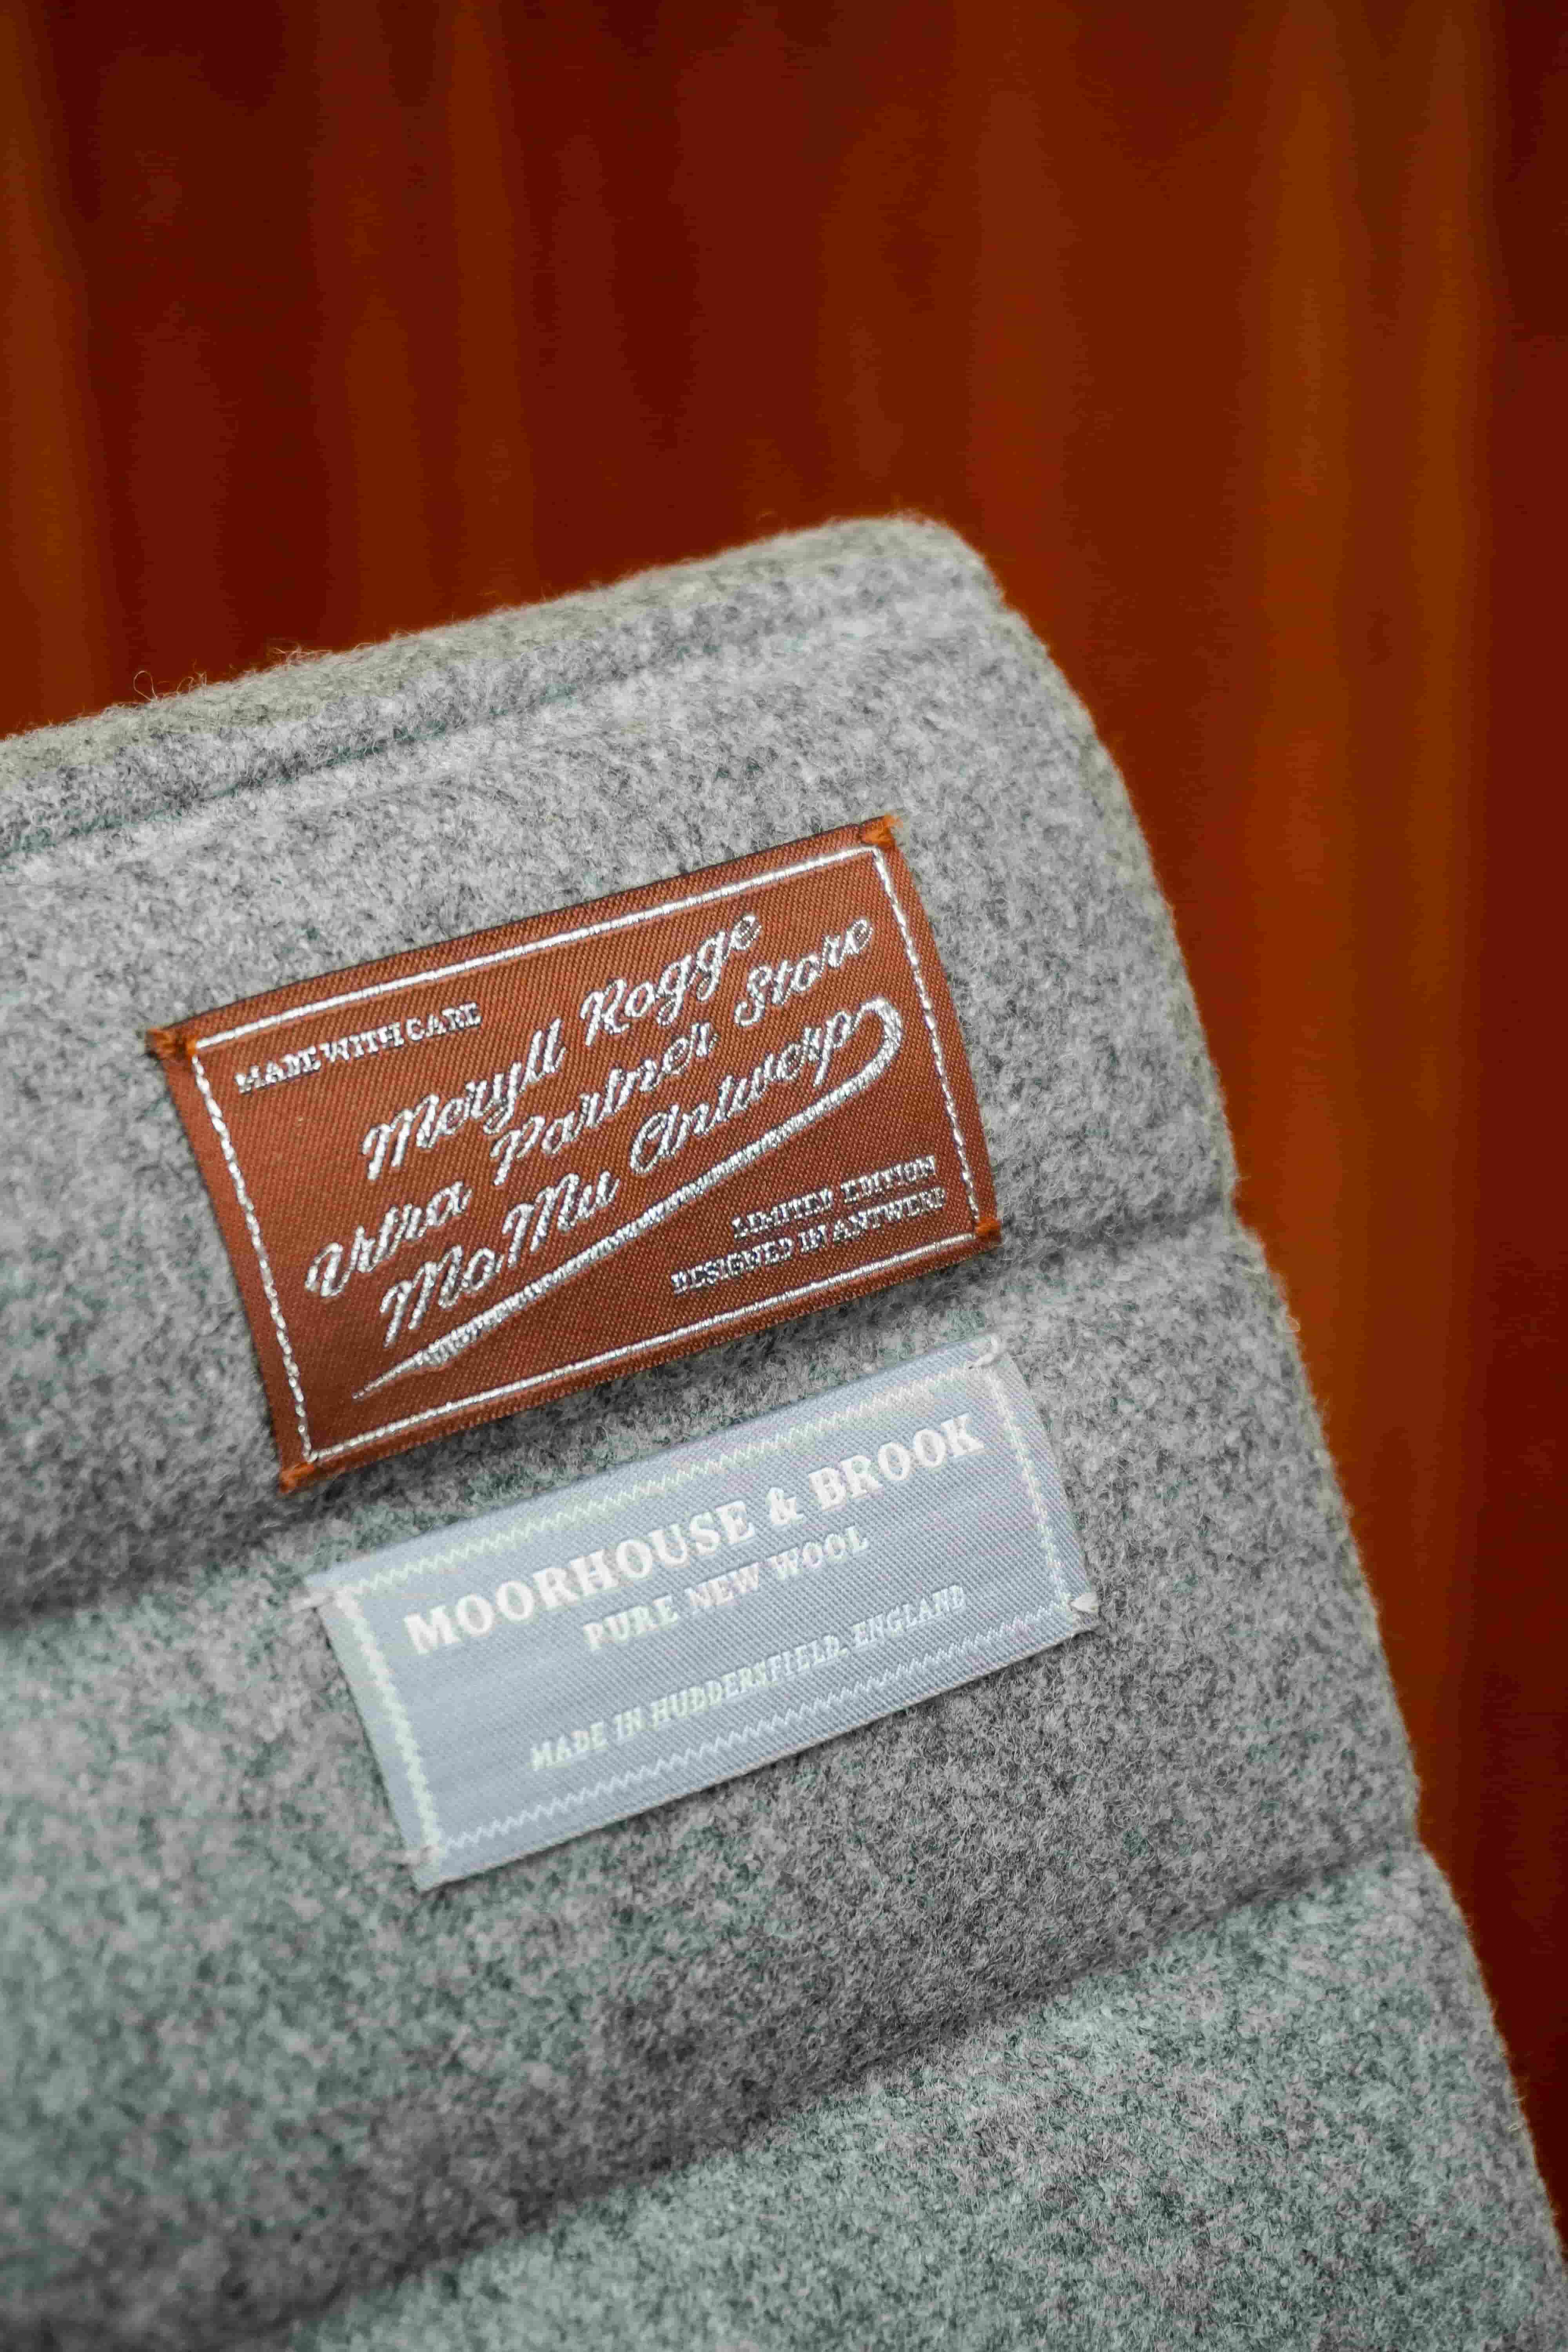 MADE WITH CARE
Meryll Rogge
Vitra Partner Store
MoMu Antwerp
LIMITED EDITION
DESIGNED IN ANTWERP
MOORHOUSE & BROOK
PURE NEW WOOL
MADE IN HUDDERSFIELD, ENGLAND